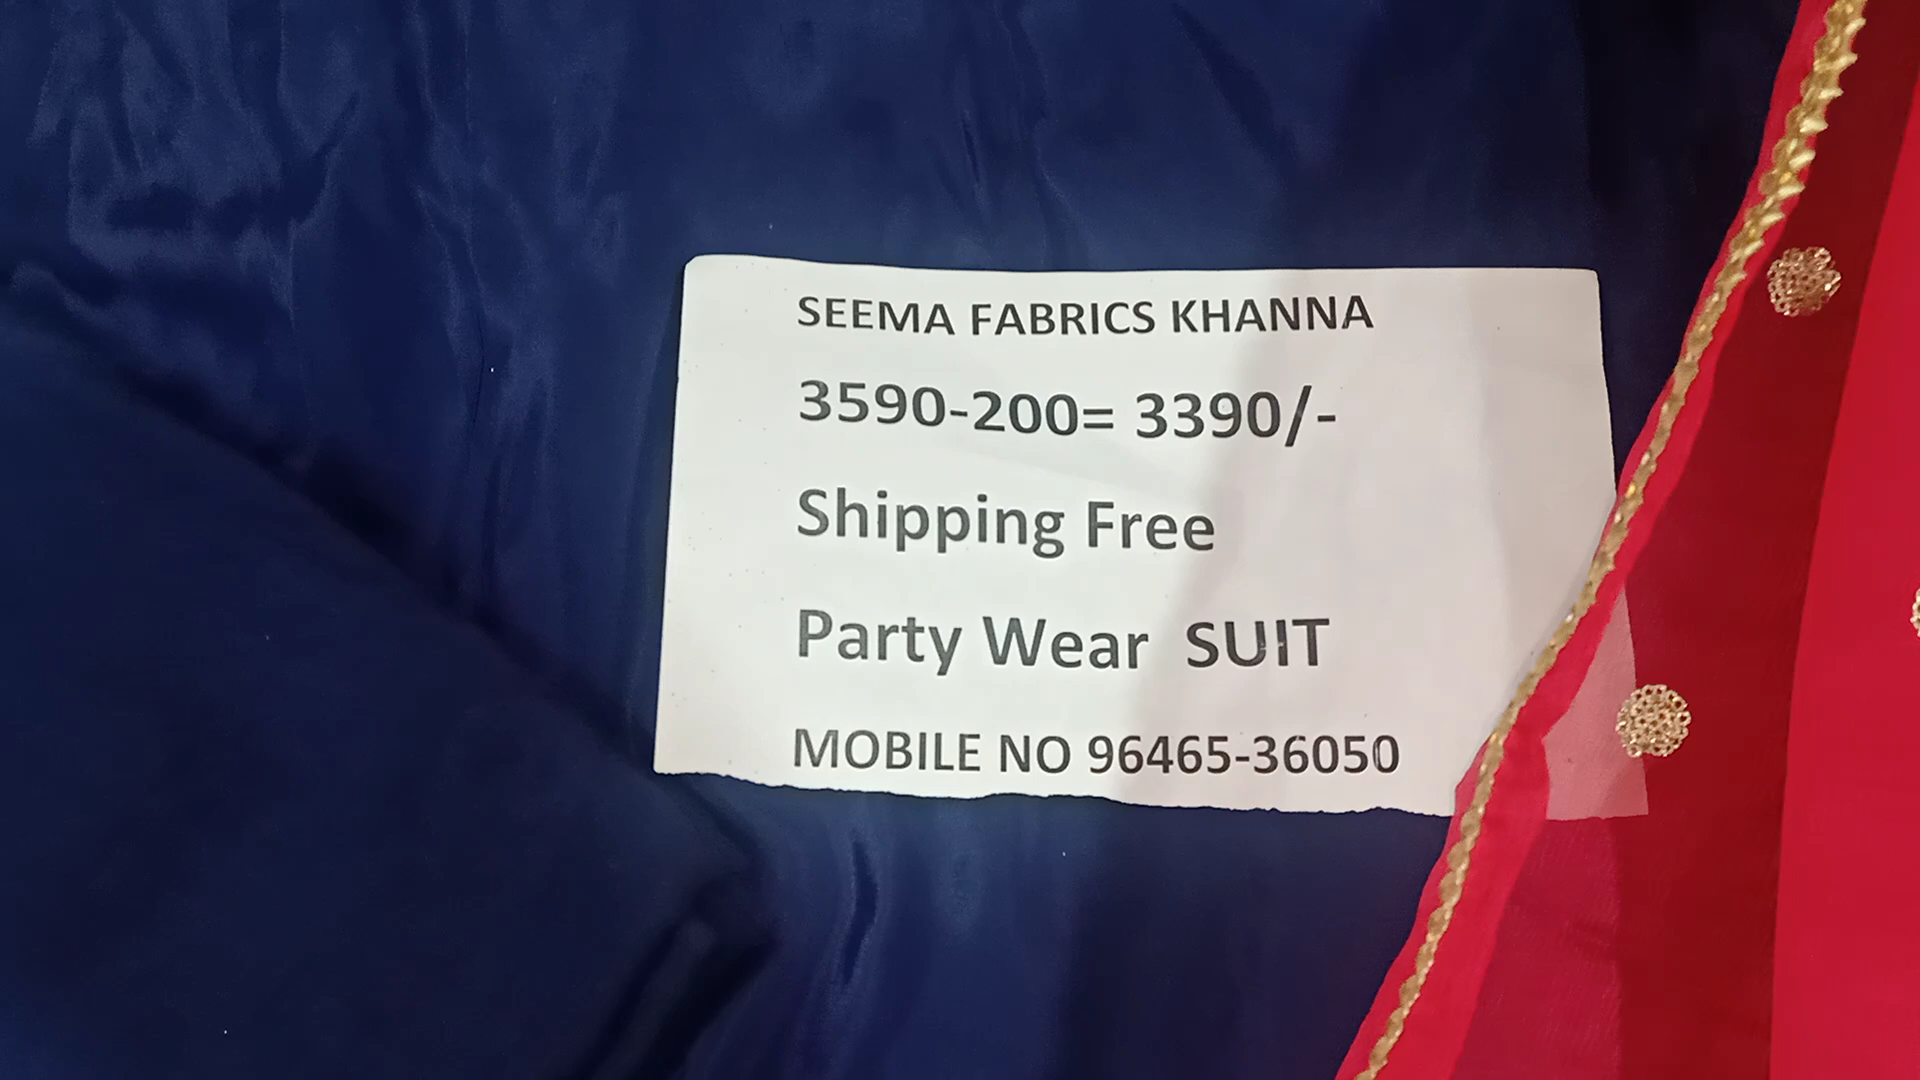 SEEMA FABRICS KHANNA
3590-200= 3390/-
Shipping Free
Party Wear SUIT
MOBILE NO 96465-36050